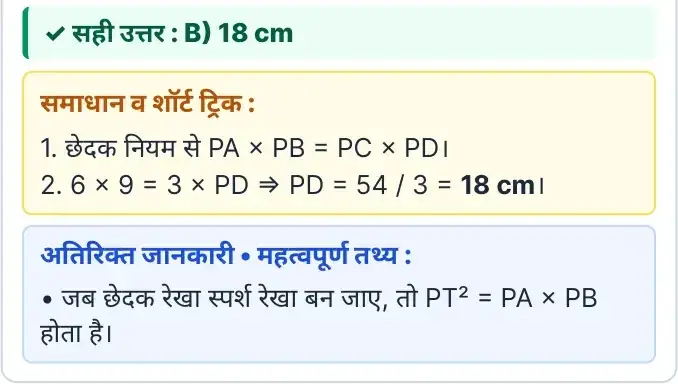 ✓ सही उत्तर : B) 18 cm
समाधान व शॉर्ट ट्रिक :
1. छेदक नियम से PA × PB = PC × PD।
2. 6 × 9 = 3 × PD ⇒ PD = 54 / 3 = 18 cm।
अतिरिक्त जानकारी • महत्वपूर्ण तथ्य :
• जब छेदक रेखा स्पर्श रेखा बन जाए, तो PT² = PA × PB
होता है।